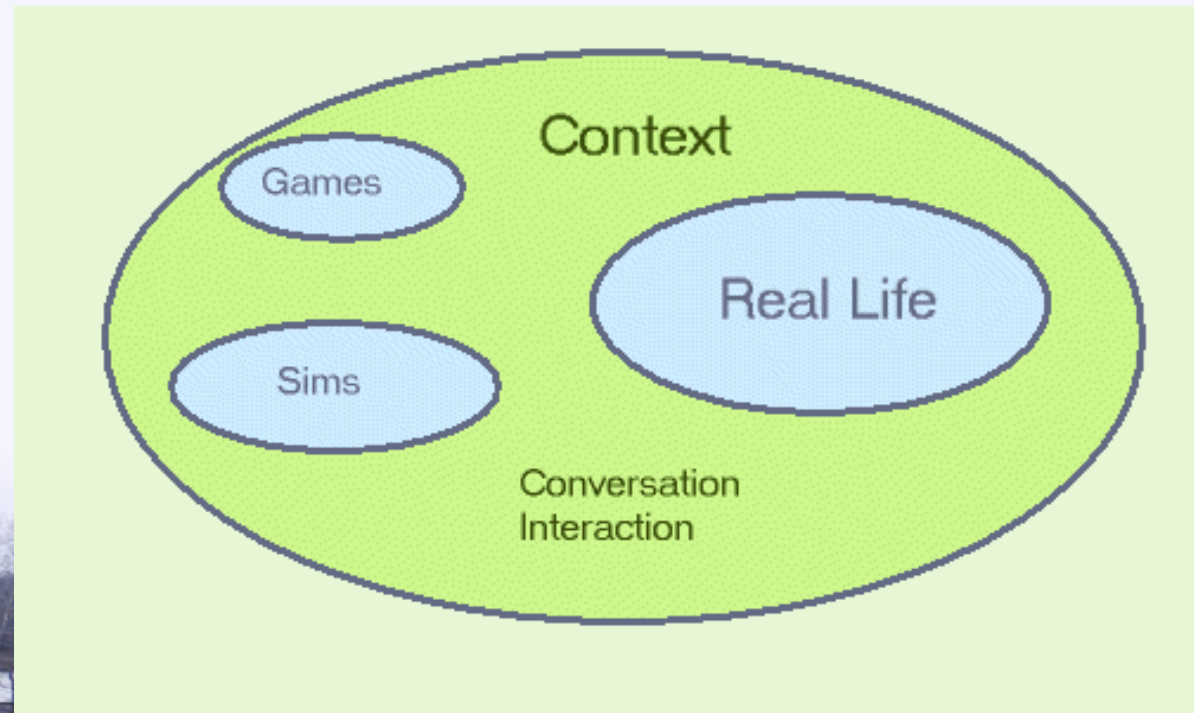 Context
Games
Real Life
Sims
Conversation
Interaction